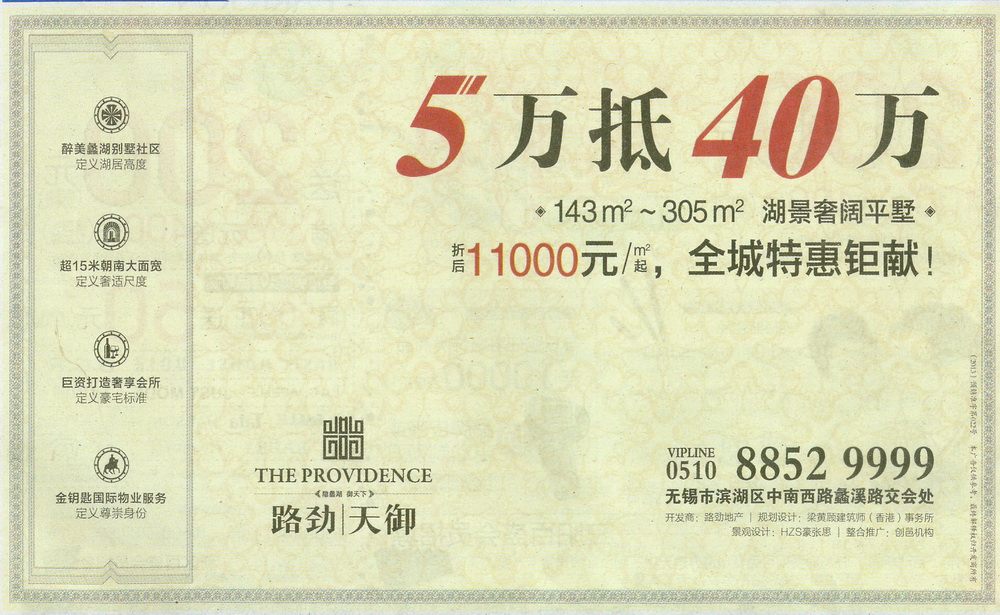 5万抵40万
143m²~305m² 湖景奢阔平墅
折后11000元/m²起，全城特惠钜献！
醉美蠡湖别墅社区
定义湖居高度
超15米朝南大面宽
定义奢适尺度
巨资打造奢享会所
定义豪宅标准
金钥匙国际物业服务
定义尊崇身份
THE PROVIDENCE
路劲|天御
VIPLINE
0510 8852 9999
无锡市滨湖区中南西路蠡溪路交会处
开发商：路劲地产 | 规划设计：梁黄顾建筑师（香港）事务所
景观设计：HZS豪张思 | 整合推广：创邑机构